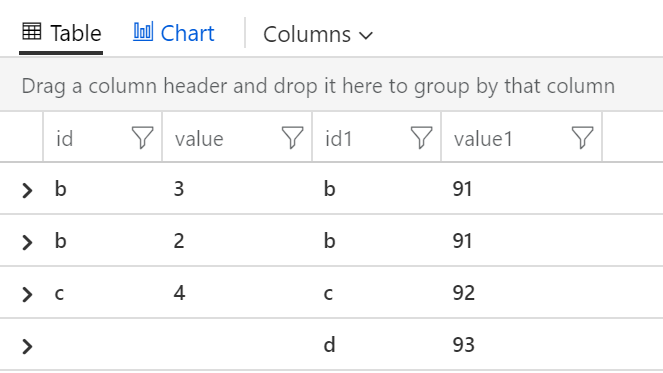 Table Chart Columns
Drag a column header and drop it here to group by that column
id value id1 value1
b 3 b 91
b 2 b 91
c 4 c 92
d 93